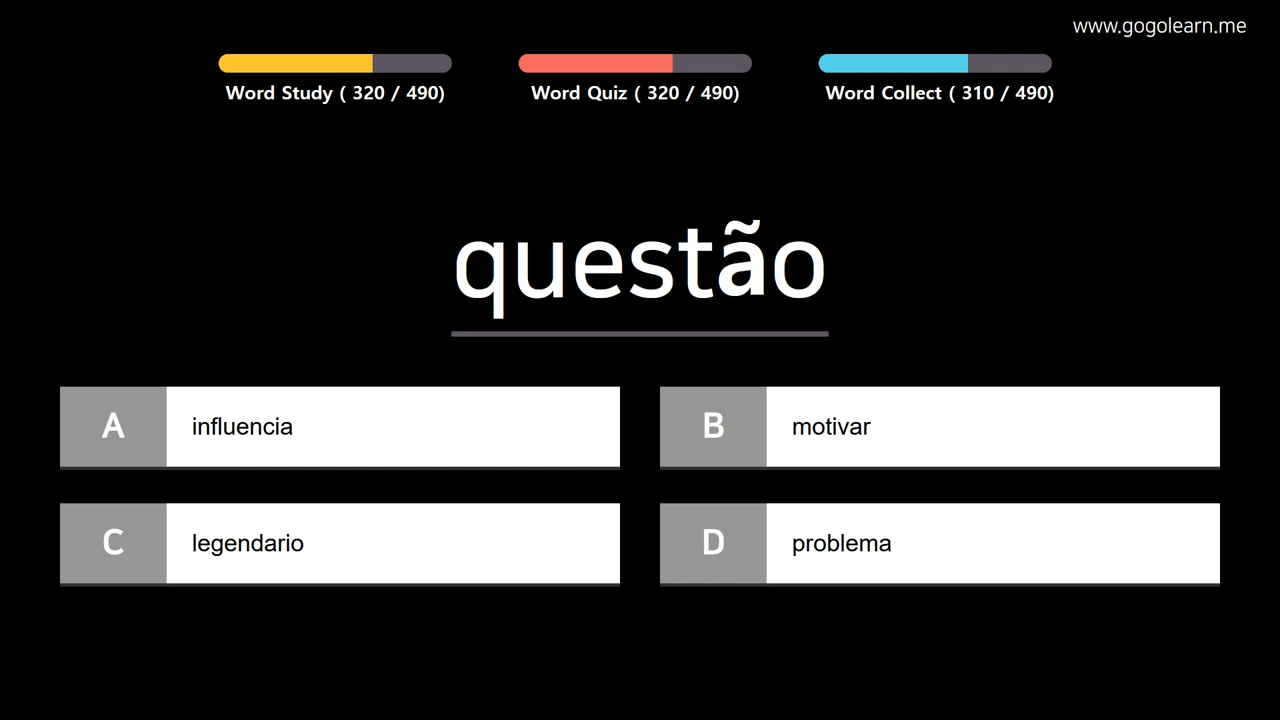 www.gogolearn.me
Word Study ( 320 / 490)
Word Quiz ( 320 / 490)
Word Collect ( 310 / 490)
questão
A influencia
B motivar
C legendario
D problema